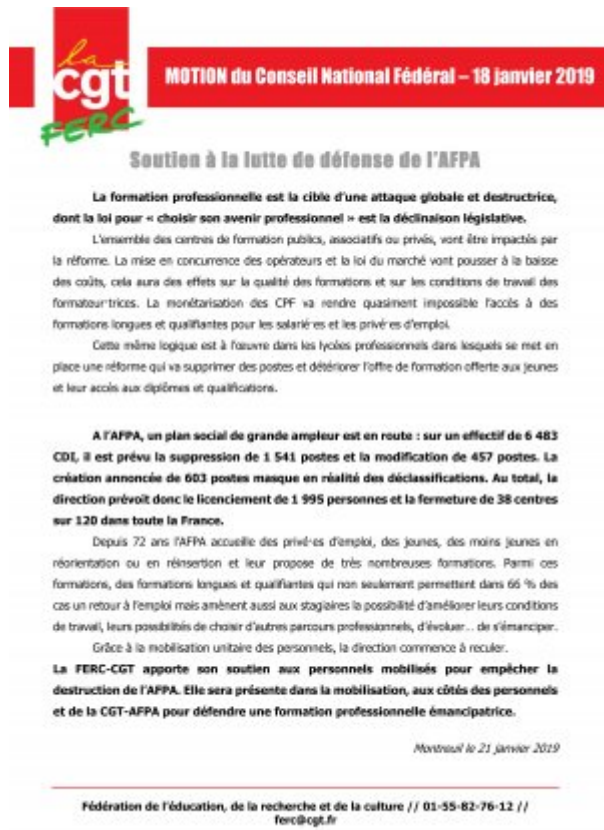 la
cgt
FERC
MOTION du Conseil National Fédéral – 18 janvier 2019
Soutien à la lutte de défense de l'AFPA
La formation professionnelle est la cible d'une attaque globale et destructrice,
dont la loi pour « choisir son avenir professionnel » est la déclinaison législative.
L'ensemble des centres de formation publics, associatifs ou privés, vont être impactés par
la réforme. La mise en concurrence des opérateurs et la loi du marché vont pousser à la baisse
des coûts, cela aura des effets sur la qualité des formations et sur les conditions de travail des
formateur·trices. La monétarisation des CPF va rendre quasiment impossible l'accès à des
formations longues et qualifiantes pour les salarié·es et les privé·es d'emploi.
Cette même logique est à l'œuvre dans les lycées professionnels dans lesquels se met en
place une réforme qui va supprimer des postes et détériorer l'offre de formation offerte aux jeunes
et leur accès aux diplômes et qualifications.
A l'AFPA, un plan social de grande ampleur est en route : sur un effectif de 6 483
CDI, il est prévu la suppression de 1 541 postes et la modification de 457 postes. La
création annoncée de 603 postes masque en réalité des déclassifications. Au total, la
direction prévoit donc le licenciement de 1 995 personnes et la fermeture de 38 centres
sur 120 dans toute la France.
Depuis 72 ans l'AFPA accueille des privé·es d'emploi, des jeunes, des moins jeunes en
réorientation ou en réinsertion et leur propose de très nombreuses formations. Parmi ces
formations, des formations longues et qualifiantes qui non seulement permettent dans 66 % des
cas un retour à l'emploi mais amènent aussi aux stagiaires la possibilité d'améliorer leurs conditions
de travail, leurs possibilités de choisir d'autres parcours professionnels, d'évoluer... de s'émanciper.
Grâce à la mobilisation unitaire des personnels, la direction commence à reculer.
La FERC-CGT apporte son soutien aux personnels mobilisés pour empêcher la
destruction de l'AFPA. Elle sera présente dans la mobilisation, aux côtés des personnels
et de la CGT-AFPA pour défendre une formation professionnelle émancipatrice.
Montreuil le 21 janvier 2019
Fédération de l'éducation, de la recherche et de la culture // 01-55-82-76-12 //
ferc@cgt.fr